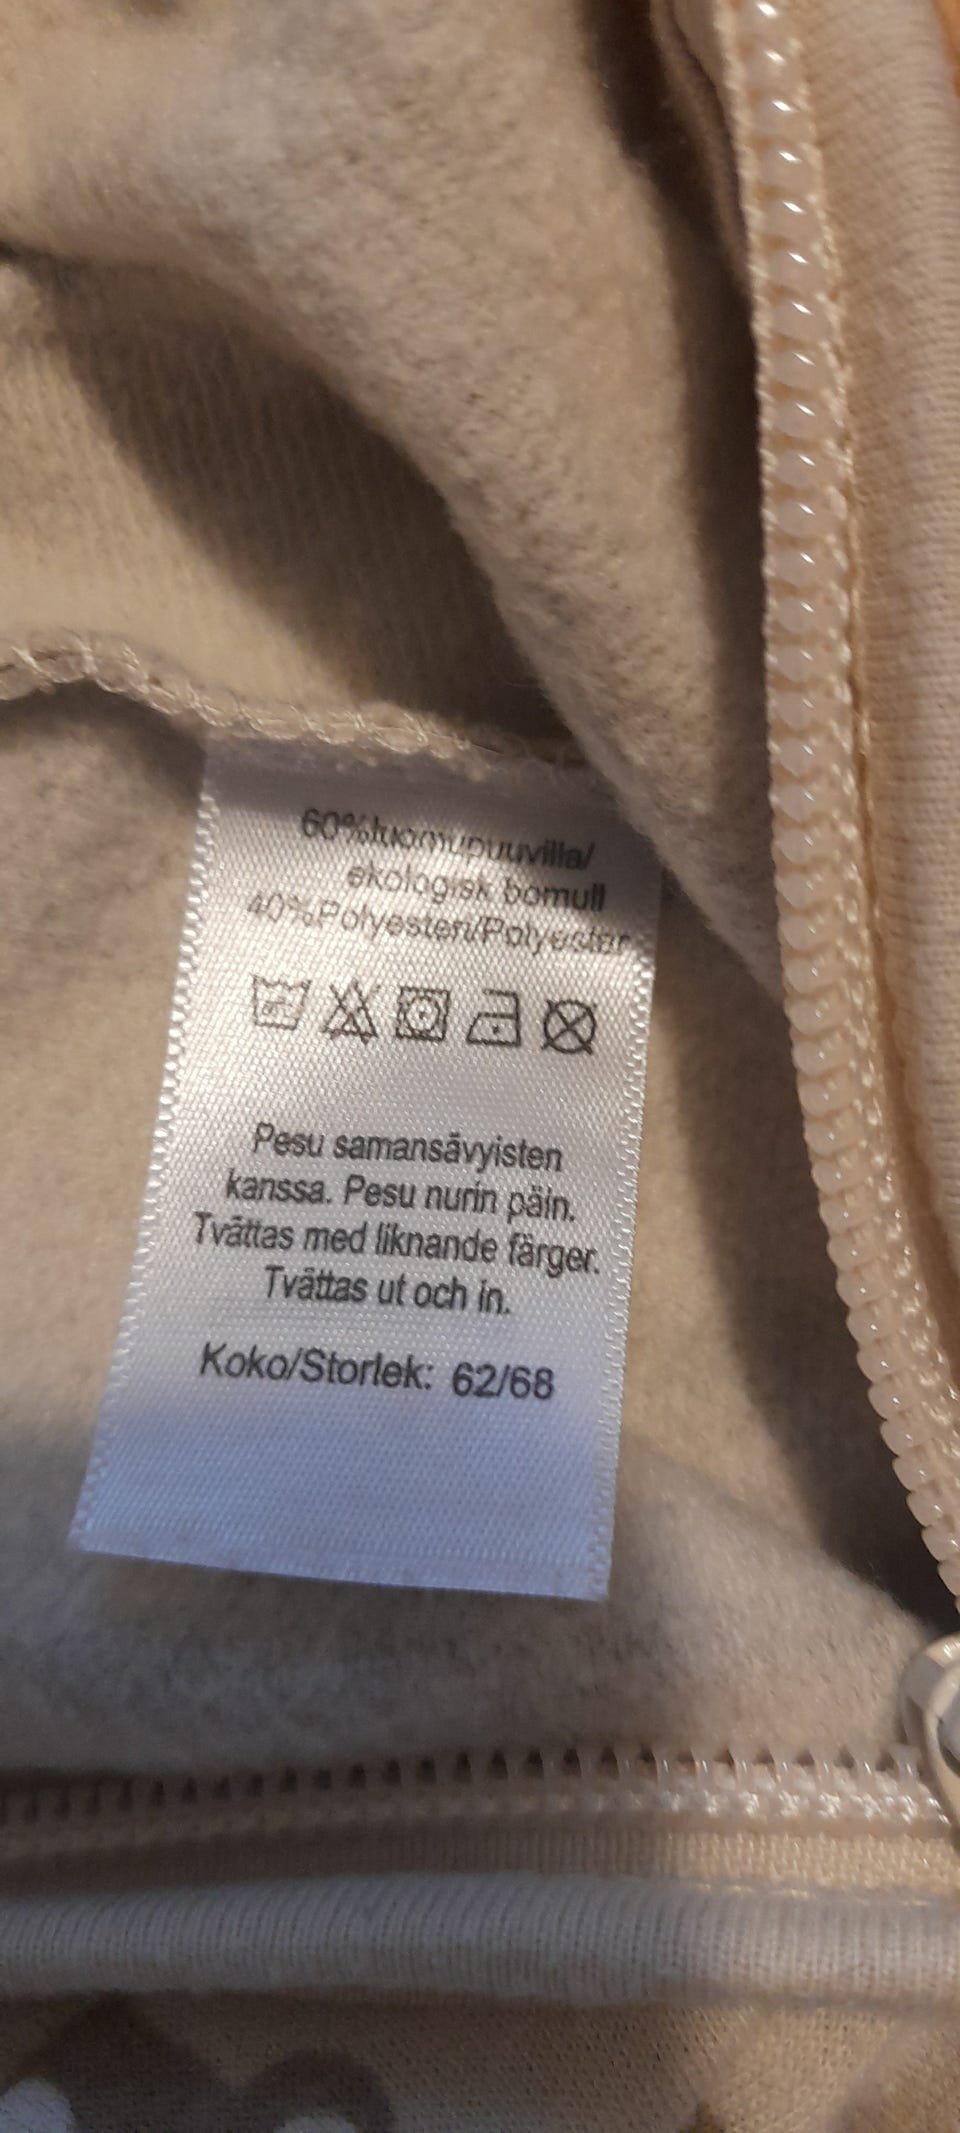 60%luomupuuvilla/
ekologisk bomull
40%Polyesteri/Polyester
Pesu samansävyisten
kanssa. Pesu nurin päin.
Tvättas med liknande färger.
Tvättas ut och in.
Koko/Storlek: 62/68